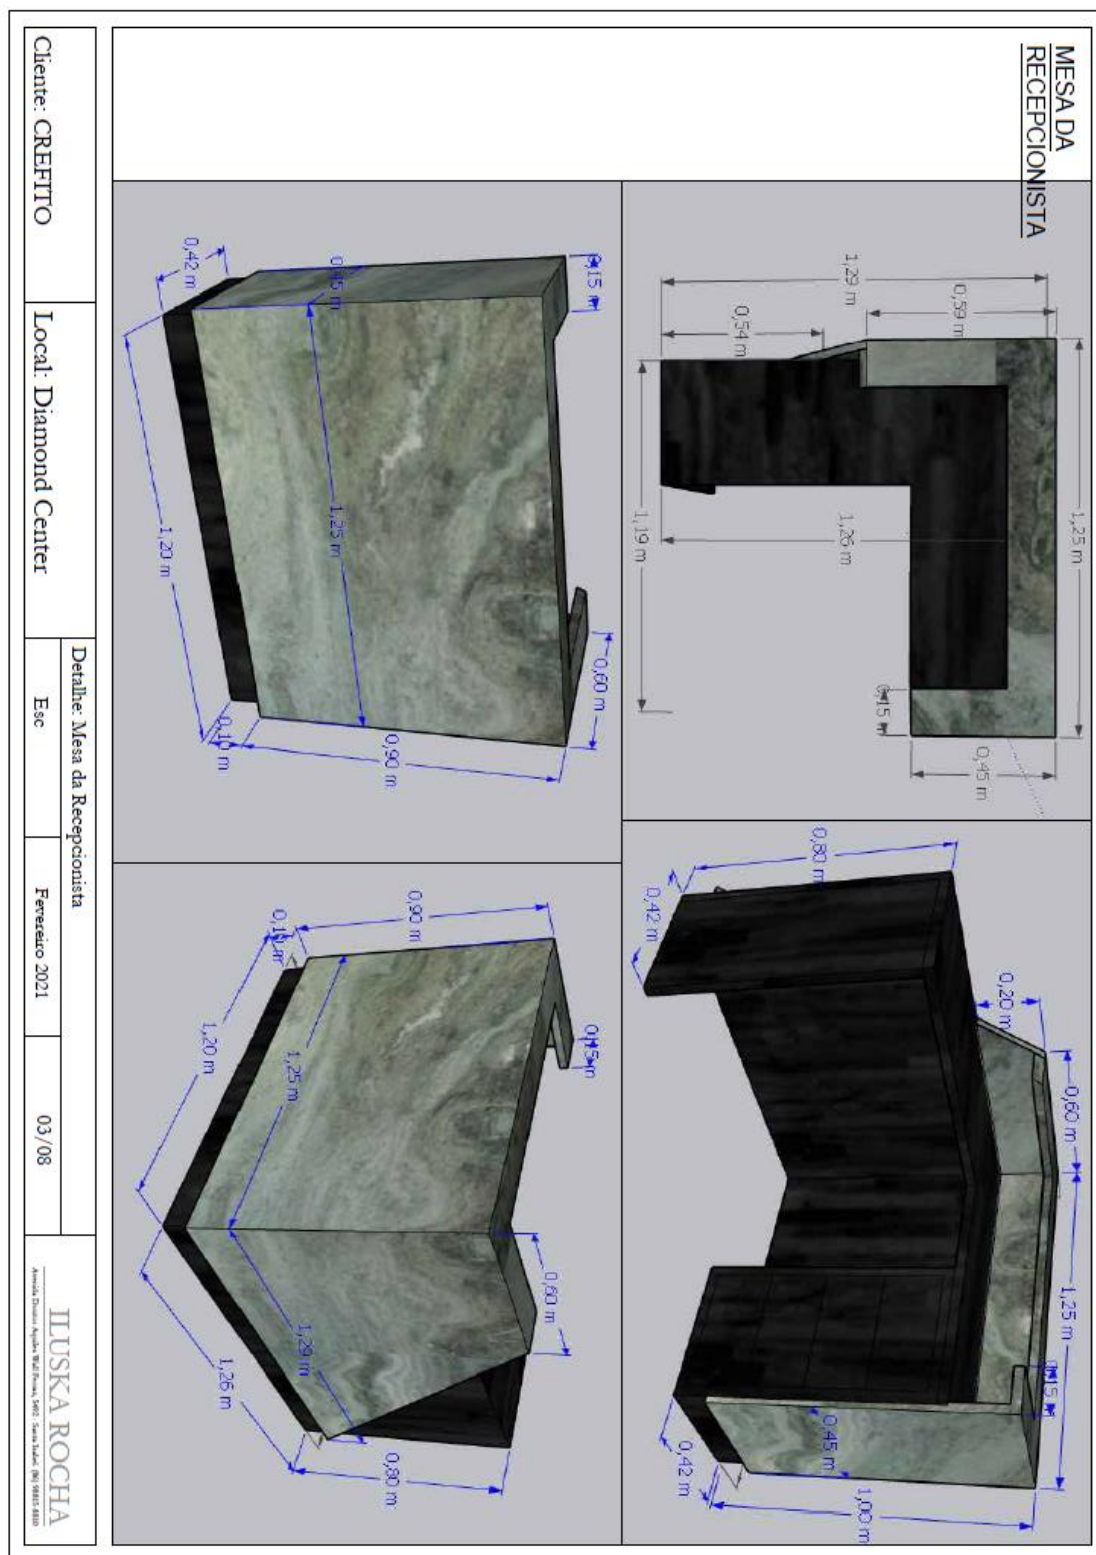 MESA DA
RECEPCIONISTA
1,29 m
0,59 m
0,54 m
1,25 m
1,26 m
1,19 m
0,15 m
0,45 m
0,80 m
0,42 m
0,20 m
0,60 m
1,25 m
0,15 m
0,45 m
1,00 m
0,42 m
0,15 m
0,42 m
0,45 m
1,25 m
1,20 m
0,60 m
0,90 m
0,10 m
0,90 m
0,10 m
0,15 m
1,20 m
1,25 m
0,60 m
1,29 m
1,26 m
0,80 m
Cliente: CREFITO
Local: Diamond Center
Detalhe: Mesa da Recepcionista
Esc
Fevereiro 2021
03/08
ILUSKA ROCHA